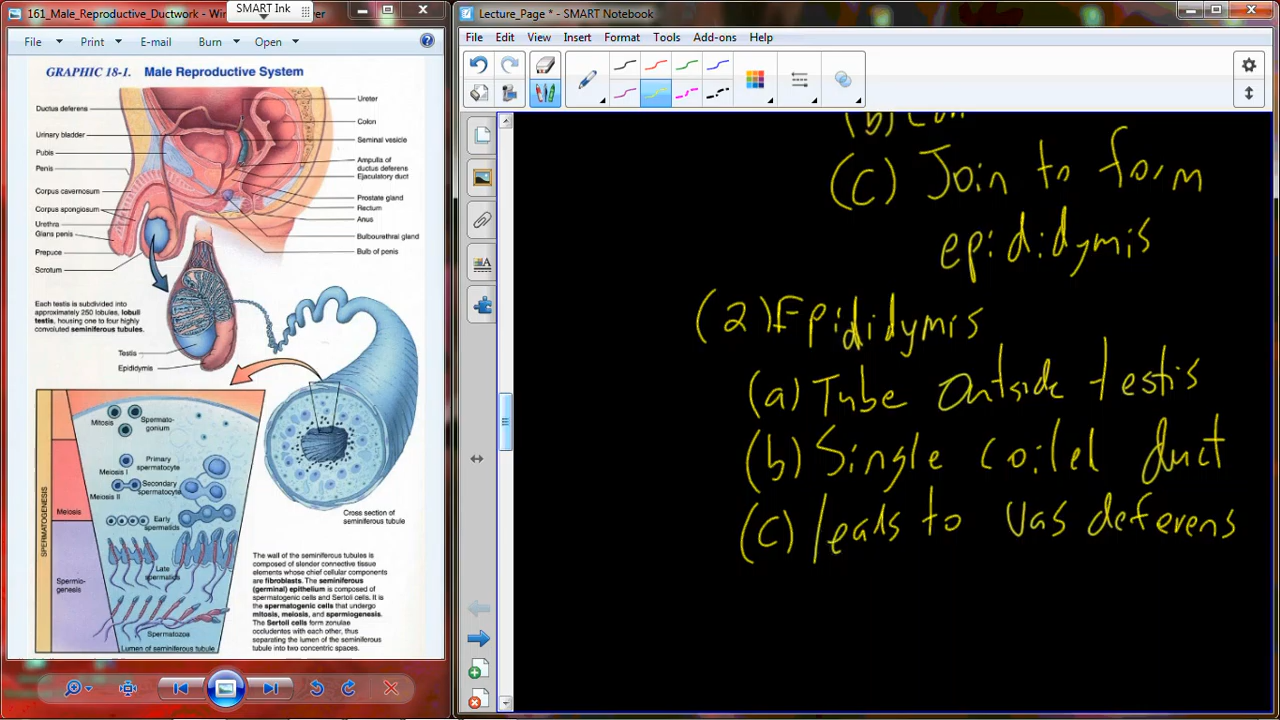 161_Male_Reproductive_Ductwork - Win
SMART Ink
File Print E-mail Burn Open
GRAPHIC 18-1. Male Reproductive System
Ductus deferens
Urinary bladder
Pubis
Penis
Corpus cavernosum
Corpus spongiosum
Urethra
Glans penis
Prepuce
Scrotum
Ureter
Colon
Seminal vesicle
Ampulla of
ductus deferens
Ejaculatory duct
Prostate gland
Rectum
Anus
Bulbourethral gland
Bulb of penis
Each testis is subdivided into
approximately 250 lobules, lobuli
testis, housing one to four highly
convoluted seminiferous tubules.
Testis
Epididymis
SPERMATOGENESIS
Mitosis
Spermato-
gonium
Primary
spermatocyte
Meiosis I
Secondary
spermatocyte
Meiosis II
Meiosis
Early
spermatids
Late
spermatids
Spermio-
genesis
Spermatozoa
Lumen of seminiferous tubule
Cross section of
seminiferous tubule
The wall of the seminiferous tubules is
composed of slender connective tissue
elements whose chief cellular components
are fibroblasts. The seminiferous
(germinal) epithelium is composed of
spermatogenic cells and Sertoli cells. It is
the spermatogenic cells that undergo
mitosis, meiosis, and spermiogenesis.
The Sertoli cells form zonulae
occludentes with each other, thus
separating the lumen of the seminiferous
tubule into two concentric spaces.
Lecture_Page * - SMART Notebook
File Edit View Insert Format Tools Add-ons Help
(b)
(c) Join to form
epididymis
(2) Epididymis
(a) Tube outside testis
(b) Single coiled duct
(c) leads to vas deferens